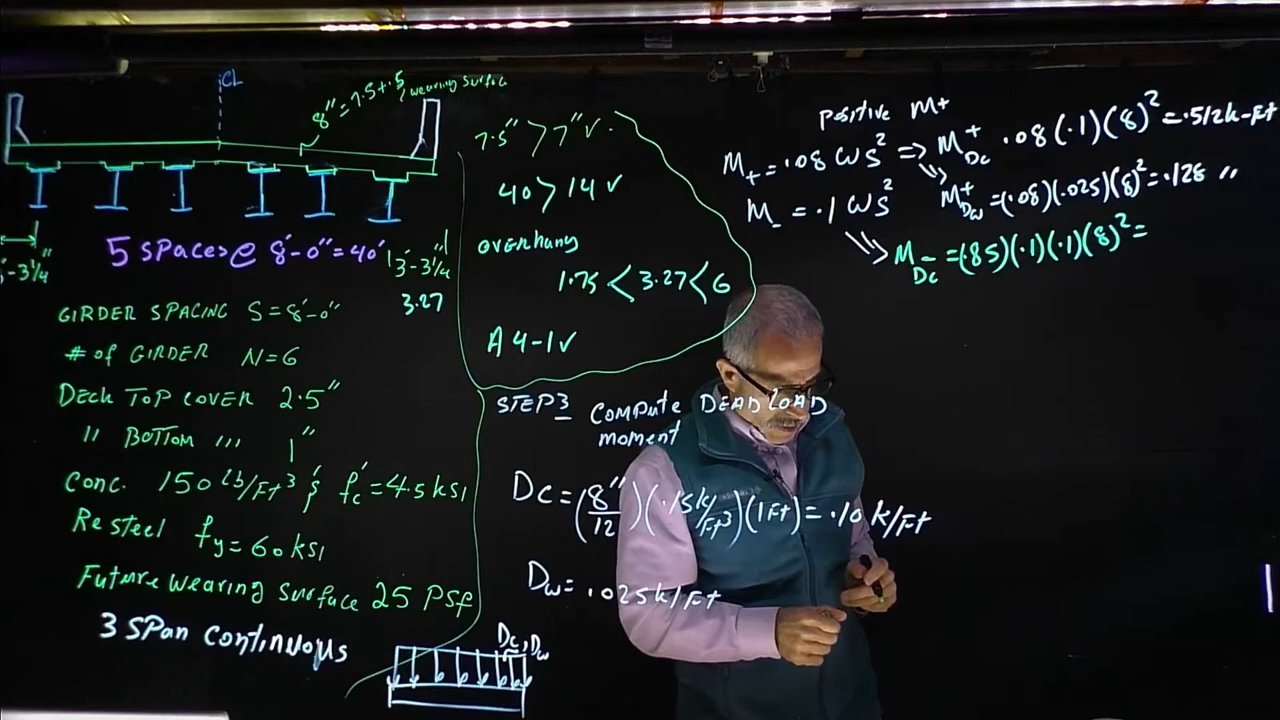 CL
8" = 7.5 + .5 wearing surface
5 SPaces @ 8'-0" = 40'
3'-3 1/4"
'-3 1/4"
3.27
GIRDER SPACING S = 8'-0"
# of GIRDER N = 6
Deck TOP COVER 2.5"
" BOTTOM ," 1"
Conc. 150 lb/Ft³ & f'c = 4.5 ksi
Re steel fy = 60 ksi
Future Wearing Surface 25 PSf
3 SPan continuous
7.5" > 7" √
40 > 14 √
overhang
1.75 < 3.27 < 6
A 4-1 √
STEP 3 COMPUTE DEAD LOAD
moment
Dc = (8"/12)(.15 k/Ft³)(1 Ft) = .10 k/Ft
Dw = .025 k/Ft
Dc, Dw
Positive M+
M+ = .08 ws² ⇒ M+Dc .08 (.1)(8)² = .512 k-Ft
M+Dw = (.08)(.025)(8)² = .128 "
M- = .1 ws²
⇒ M-Dc = (.85)(.1)(.1)(8)² =